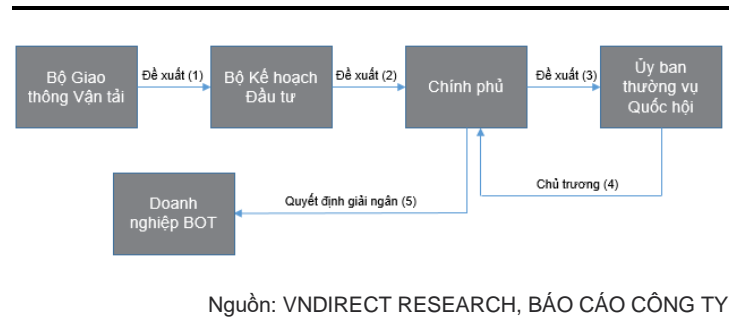 Bộ Giao
thông Vận tải
Đề xuất (1)
Bộ Kế hoạch
Đầu tư
Đề xuất (2)
Chính phủ
Đề xuất (3)
Ủy ban
thường vụ
Quốc hội
Chủ trương (4)
Quyết định giải ngân (5)
Doanh
nghiệp BOT
Nguồn: VNDIRECT RESEARCH, BÁO CÁO CÔNG TY